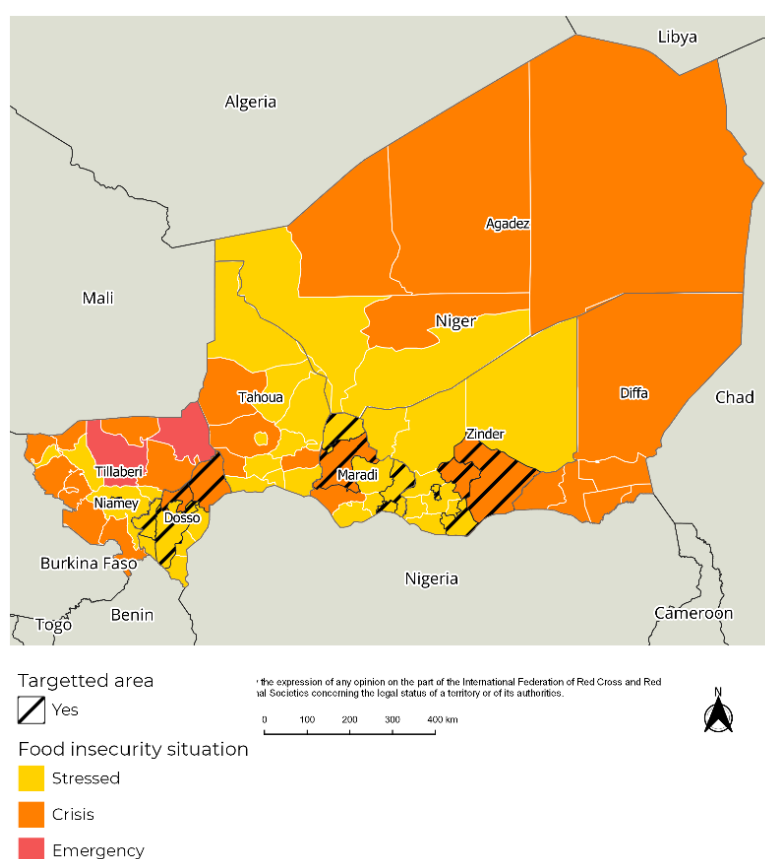 Libya
Algeria
Agadez
Mali
Niger
Tahoua
Diffa
Chad
Zinder
Tillaberi
Maradi
Niamey
Dosso
Burkina Faso
Nigeria
Benin
Togo
Câmeroon
Targetted area
Yes
r the expression of any opinion on the part of the International Federation of Red Cross and Red
nal Societies concerning the legal status of a territory or of its authorities.
0 100 200 300 400 km
N
Food insecurity situation
Stressed
Crisis
Emergency